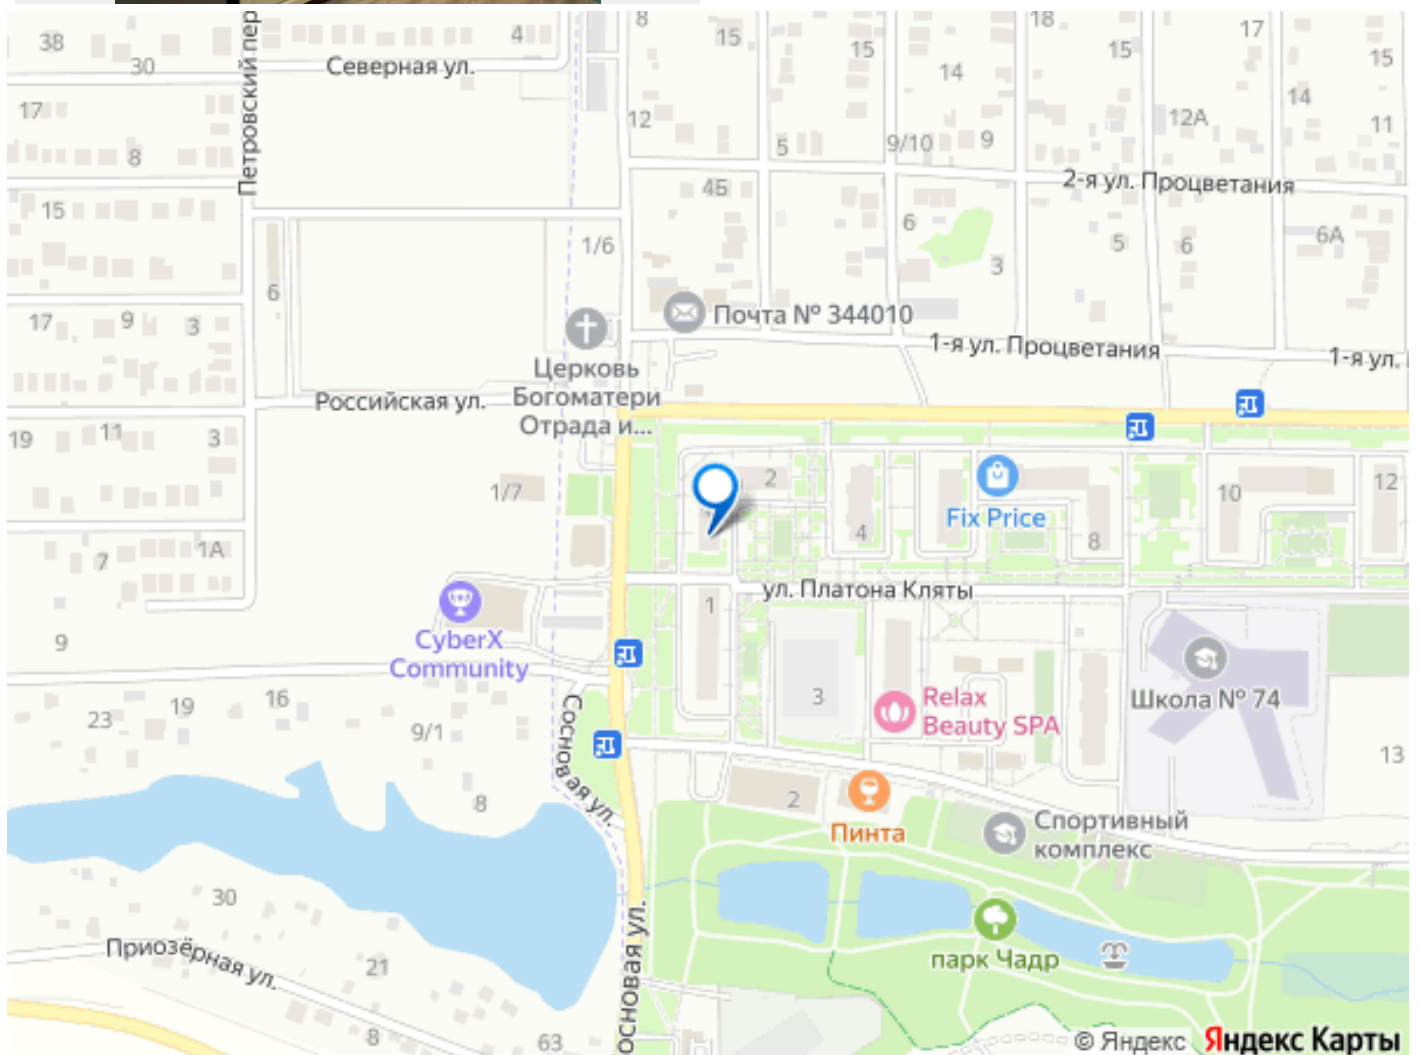 3В
30
Северная ул.
4
8
15
15
14
18
15
17
15
17
8
Петровский пер
12
5
9/10
9
12А
14
11
2-я ул. Процветания
15
4Б
6
3
5
6
6А
1/6
6
17
9
3
Почта № 344010
1-я ул. Процветания
1-я ул.
Церковь
Богоматери
Отрада и...
Российская ул.
19
11
3
1/7
2
4
Fix Price
8
10
12
7
1А
ул. Платона Кляты
1
CyberX
Community
9
23
19
16
9/1
8
Сосновая ул.
3
Relax
Beauty SPA
Школа № 74
13
2
Пинта
Спортивный
комплекс
30
Приозёрная ул.
21
8
63
основая ул.
парк Чадр
© Яндекс Яндекс Карты